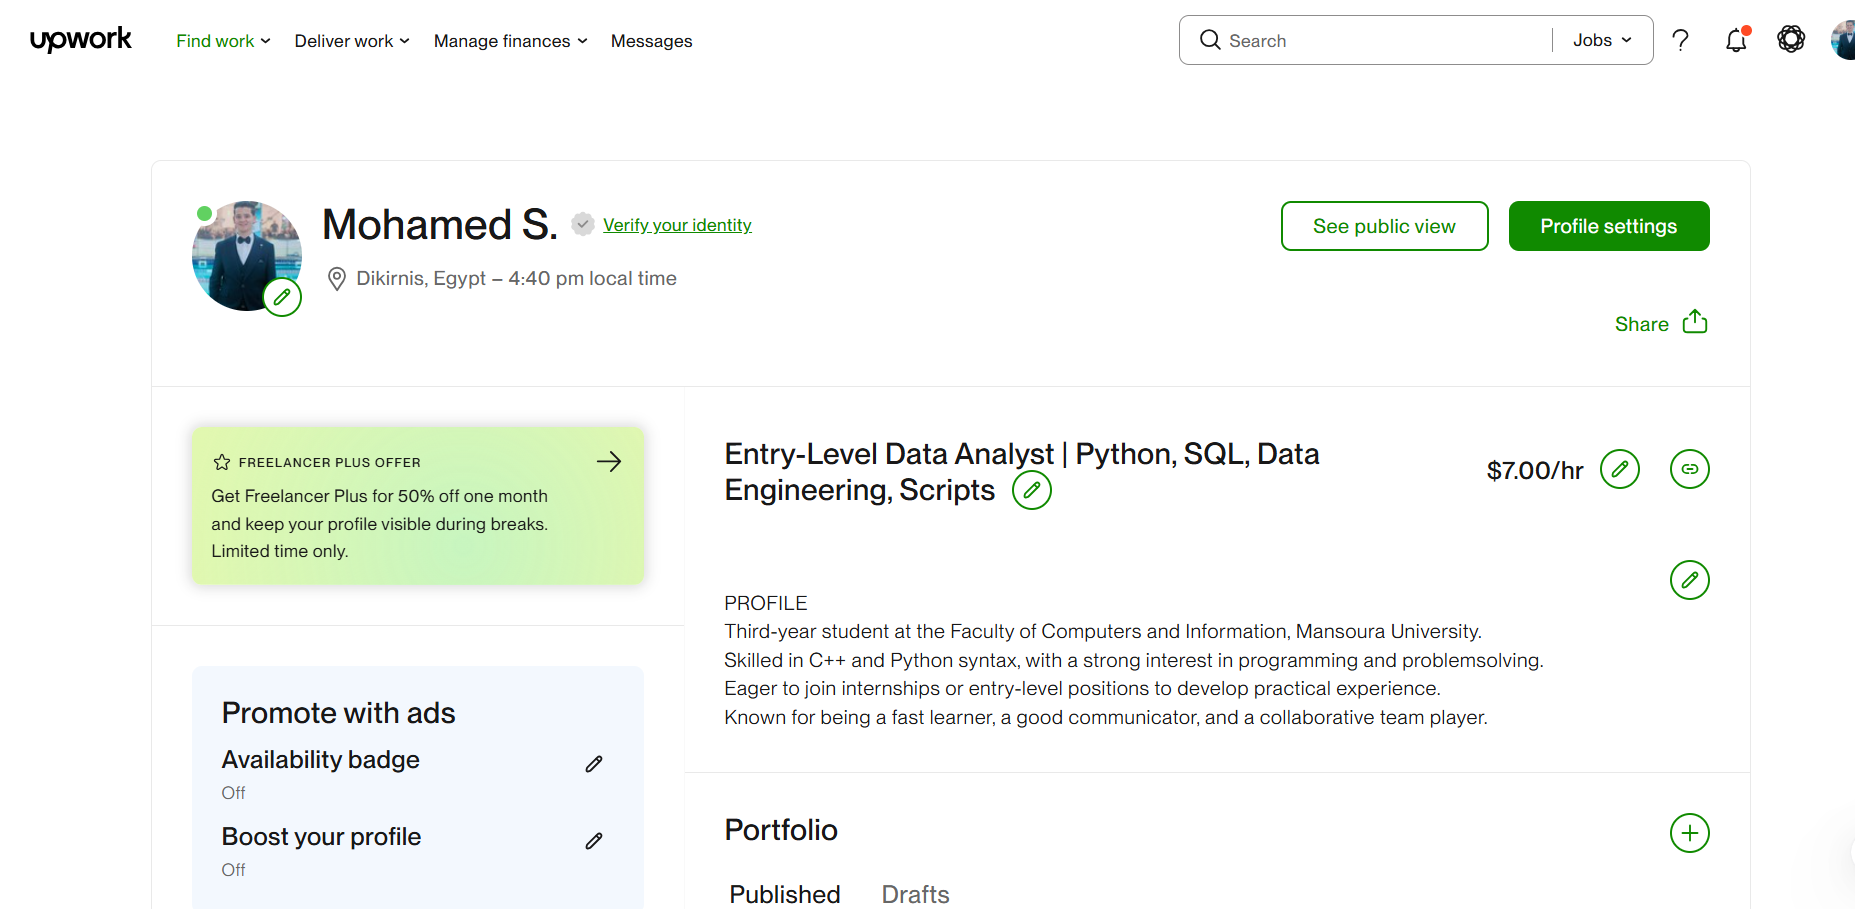 upwork
Find work
Deliver work
Manage finances
Messages
Search
Jobs
Mohamed S.
Verify your identity
Dikirnis, Egypt – 4:40 pm local time
See public view
Profile settings
Share
FREELANCER PLUS OFFER
Get Freelancer Plus for 50% off one month
and keep your profile visible during breaks.
Limited time only.
Promote with ads
Availability badge
Off
Boost your profile
Off
Entry-Level Data Analyst | Python, SQL, Data
Engineering, Scripts
$7.00/hr
PROFILE
Third-year student at the Faculty of Computers and Information, Mansoura University.
Skilled in C++ and Python syntax, with a strong interest in programming and problemsolving.
Eager to join internships or entry-level positions to develop practical experience.
Known for being a fast learner, a good communicator, and a collaborative team player.
Portfolio
Published
Drafts